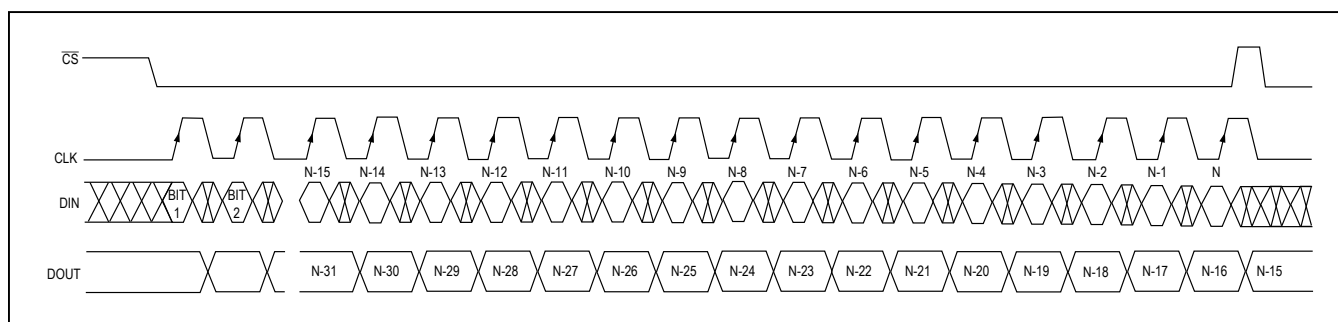 CS
CLK
N-15 N-14 N-13 N-12 N-11 N-10 N-9 N-8 N-7 N-6 N-5 N-4 N-3 N-2 N-1 N
DIN BIT 1 BIT 2
DOUT N-31 N-30 N-29 N-28 N-27 N-26 N-25 N-24 N-23 N-22 N-21 N-20 N-19 N-18 N-17 N-16 N-15